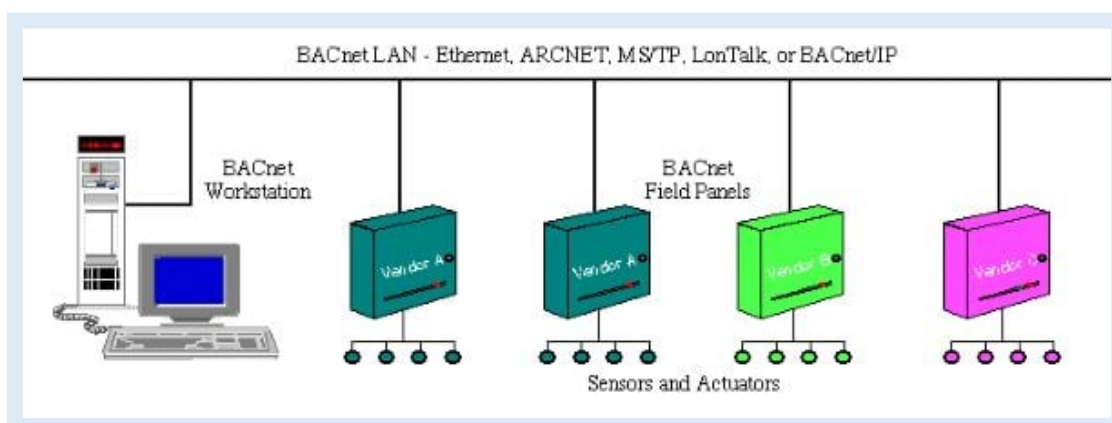 BACnet LAN - Ethernet, ARCNET, MS/TP, LonTalk, or BACnet/IP
BACnet
Workstation
BACnet
Field Panels
Vendor A
Vendor A
Vendor B
Vendor C
Sensors and Actuators